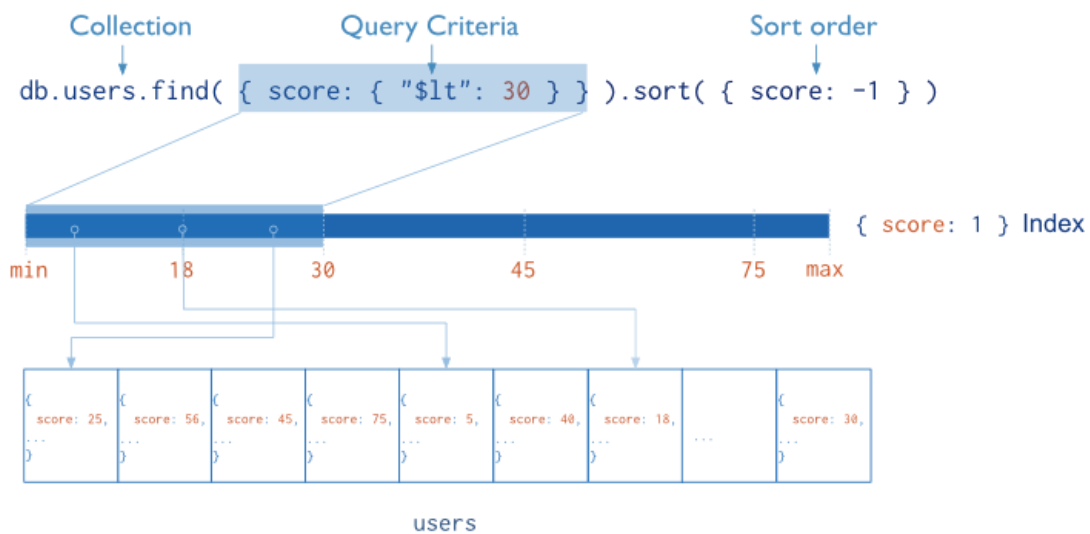 Collection Query Criteria Sort order
db.users.find( { score: { "$lt": 30 } } ).sort( { score: -1 } )
{ score: 1 } Index
min 18 30 45 75 max
{ { { { { { { {
score: 25, score: 56, score: 45, score: 75, score: 5, score: 40, score: 18, score: 30,
... ... ... ... ... ... ... ... ...
} } } } } } } }
users